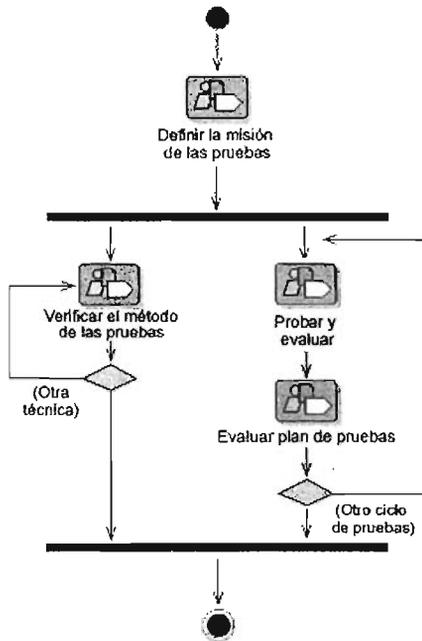 Definir la misión
de las pruebas
Verificar el método
de las pruebas
(Otra
técnica)
Probar y
evaluar
Evaluar plan de pruebas
(Otro ciclo
de pruebas)